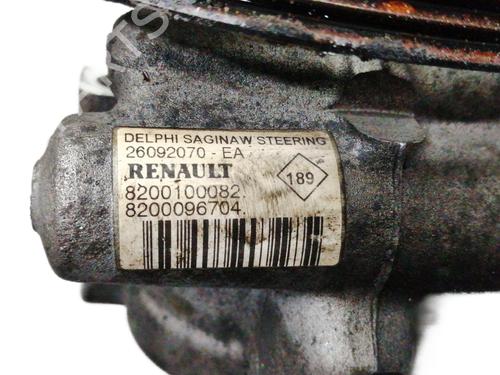 DELPHI SAGINAW STEERING
26092070 - EA
RENAULT
189
8200100082.
8200096704.